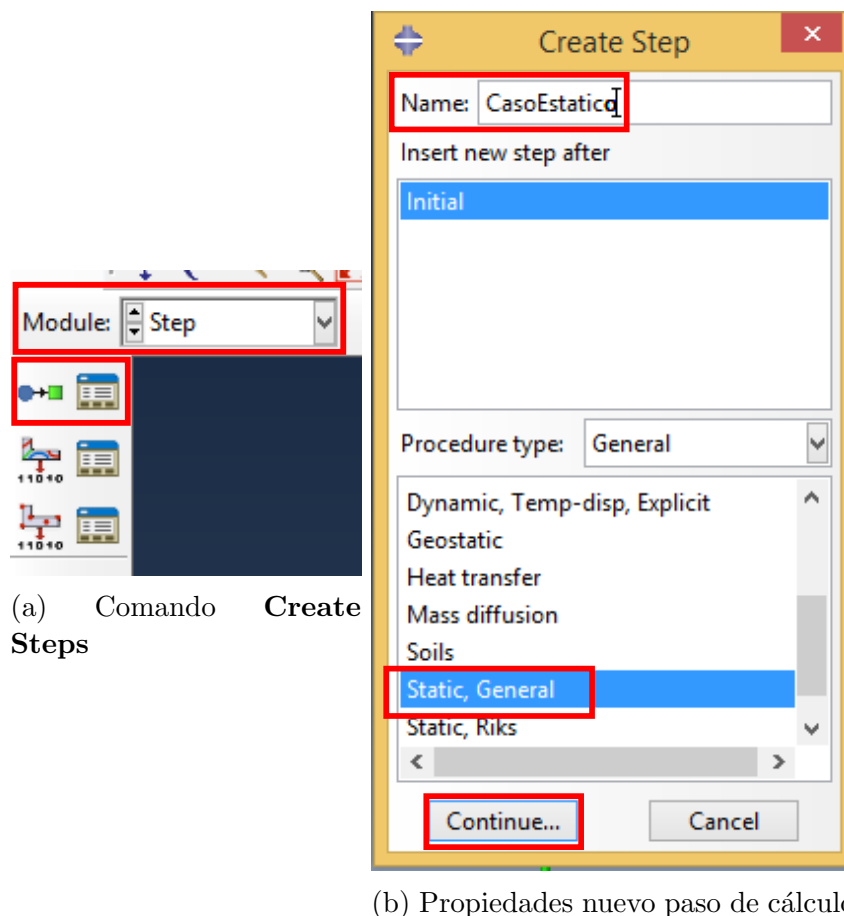 Module: Step
11010
11010
(a) Comando Create
Steps
Create Step
Name: CasoEstatico
Insert new step after
Initial
Procedure type: General
Dynamic, Temp-disp, Explicit
Geostatic
Heat transfer
Mass diffusion
Soils
Static, General
Static, Riks
Continue... Cancel
(b) Propiedades nuevo paso de cálculo